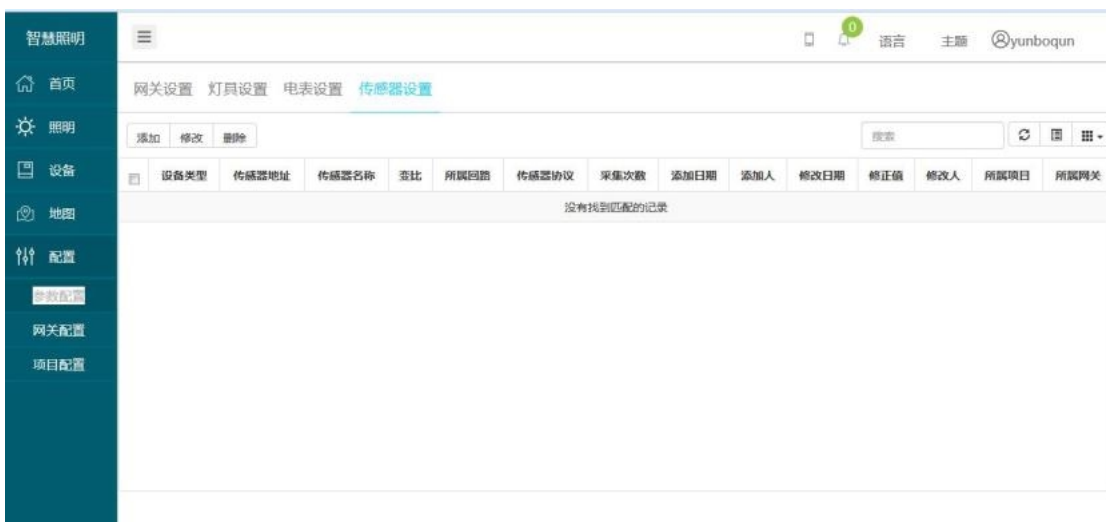 智慧照明
0
语言 主题 yunboqun
首页
照明
设备
地图
配置
参数配置
网关配置
项目配置
网关设置 灯具设置 电表设置 传感器设置
添加 修改 删除
搜索
设备类型 传感器地址 传感器名称 变比 所属回路 传感器协议 采集次数 添加日期 添加人 修改日期 修正值 修改人 所属项目 所属网关
没有找到匹配的记录